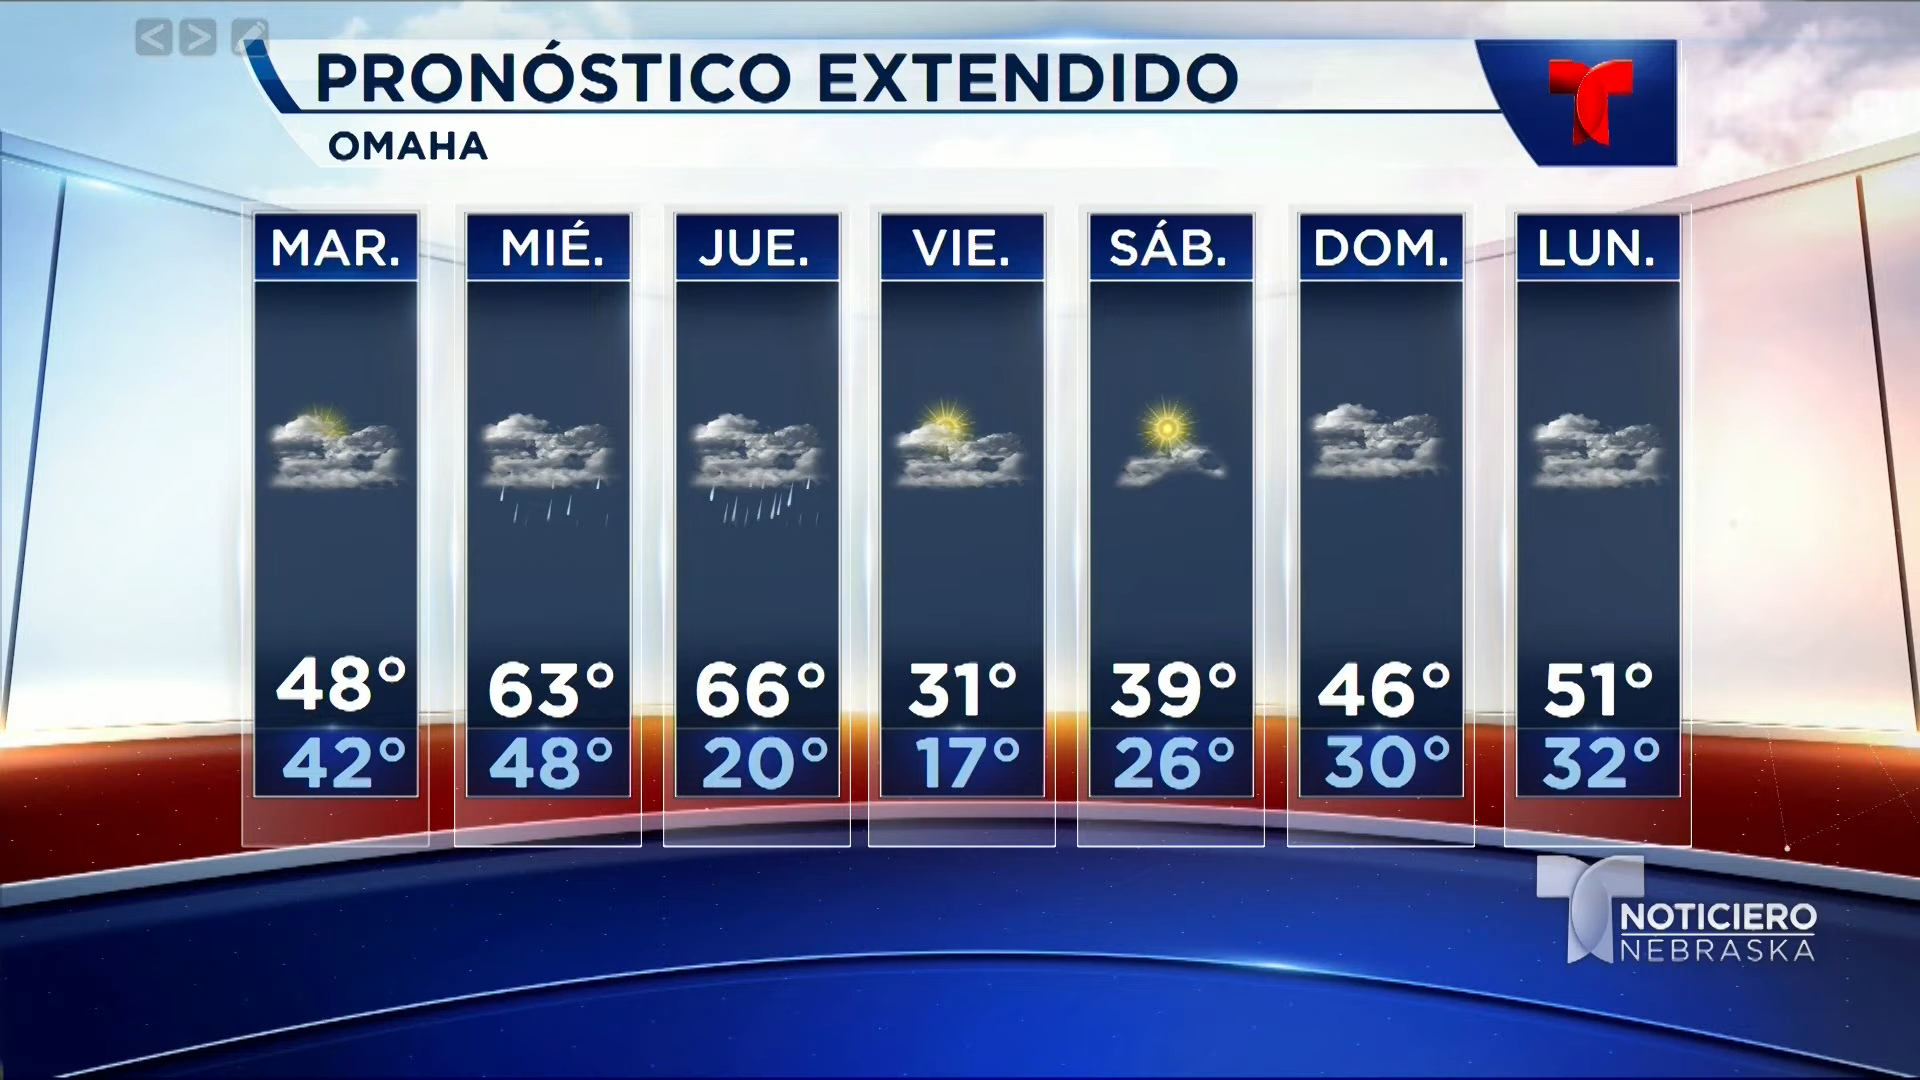 PRONÓSTICO EXTENDIDO
OMAHA
MAR. MIÉ. JUE. VIE. SÁB. DOM. LUN.
48° 63° 66° 31° 39° 46° 51°
42° 48° 20° 17° 26° 30° 32°
NOTICIERO
NEBRASKA